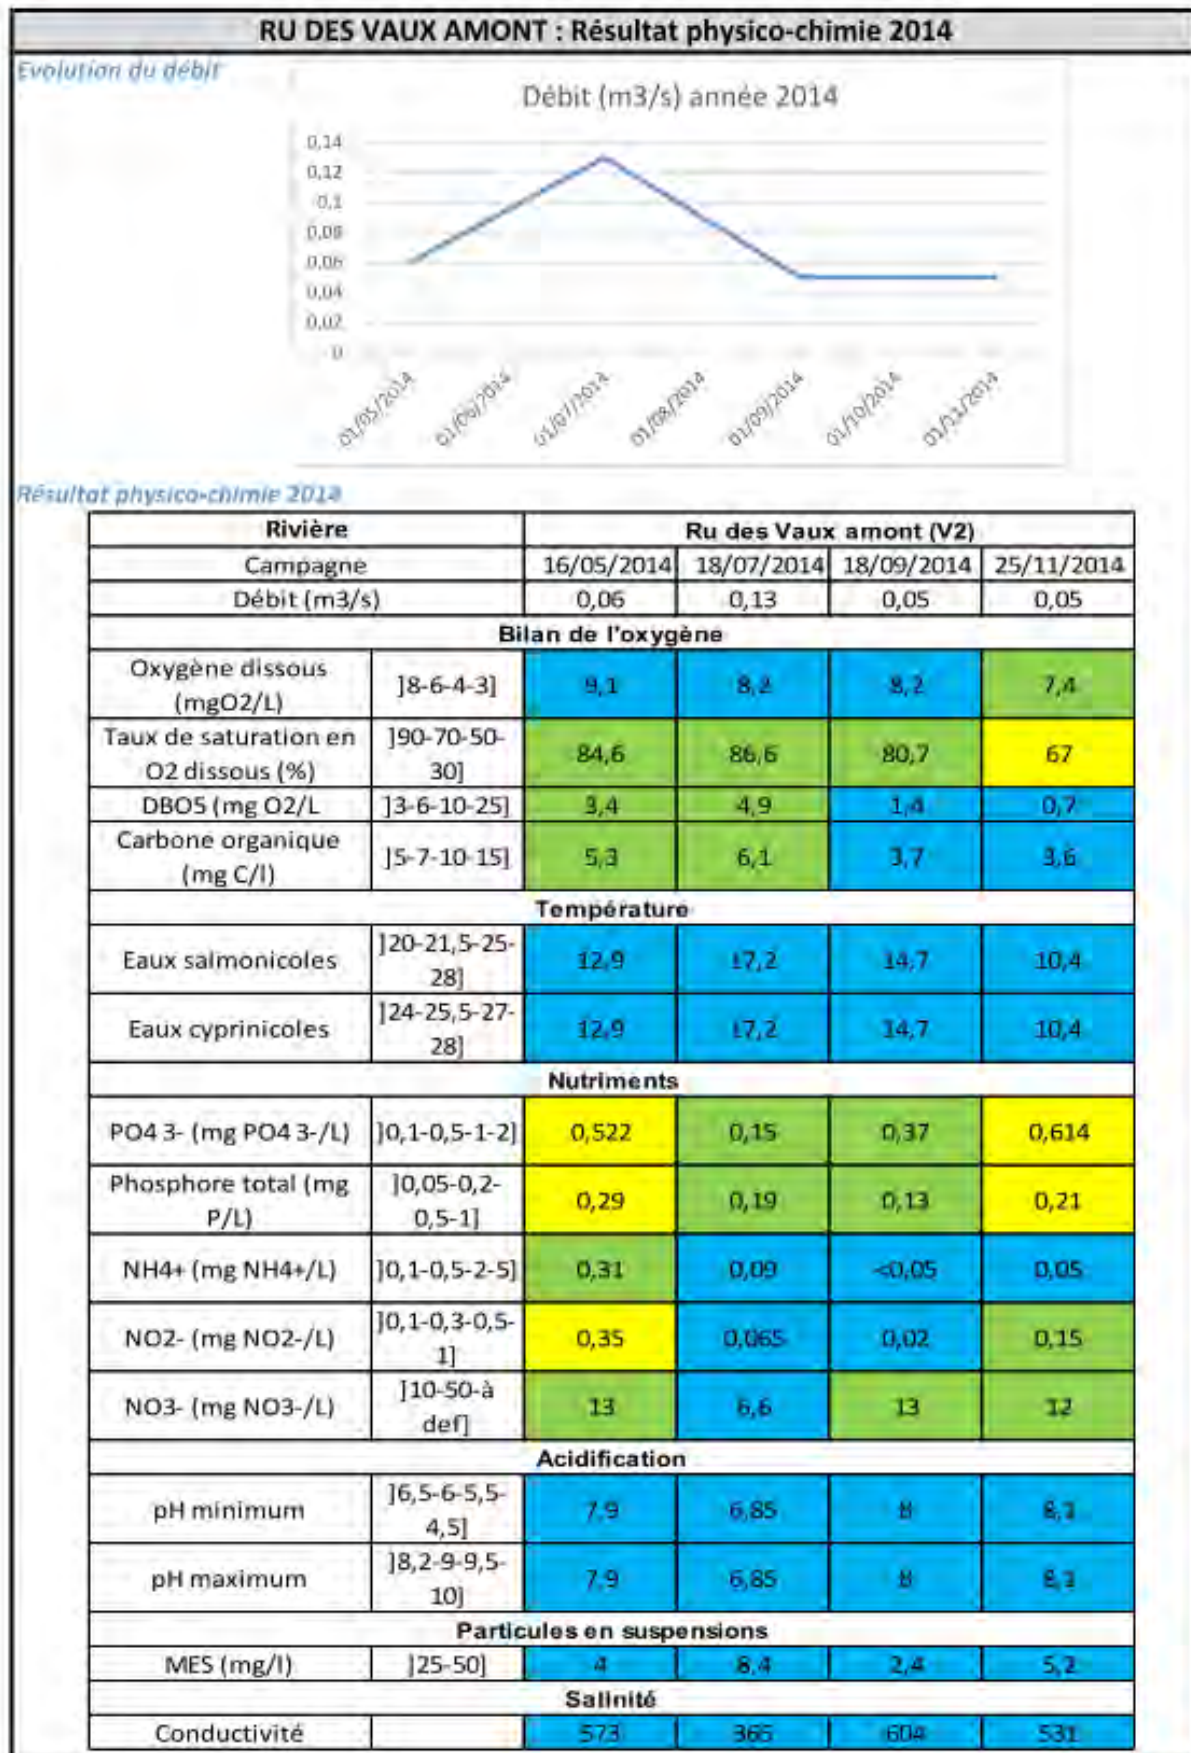 RU DES VAUX AMONT : Résultat physico-chimie 2014
Evolution du débit
Débit (m3/s) année 2014
0,14
0,12
0,1
0,08
0,06
0,04
0,02
0
01/05/2014 01/06/2014 01/07/2014 01/08/2014 01/09/2014 01/10/2014 01/11/2014
Résultat physico-chimie 2014
Rivière Ru des Vaux amont (V2)
Campagne 16/05/2014 18/07/2014 18/09/2014 25/11/2014
Débit (m3/s) 0,06 0,13 0,05 0,05
Bilan de l'oxygène
Oxygène dissous (mgO2/L) ]8-6-4-3] 9,1 8,2 8,2 7,4
Taux de saturation en O2 dissous (%) ]90-70-50-30] 84,6 86,6 80,7 67
DBO5 (mg O2/L ]3-6-10-25] 3,4 4,9 1,4 0,7
Carbone organique (mg C/l) ]5-7-10-15] 5,3 6,1 3,7 3,6
Température
Eaux salmonicoles ]20-21,5-25-28] 12,9 17,2 14,7 10,4
Eaux cyprinicoles ]24-25,5-27-28] 12,9 17,2 14,7 10,4
Nutriments
PO4 3- (mg PO4 3-/L) ]0,1-0,5-1-2] 0,522 0,15 0,37 0,614
Phosphore total (mg P/L) ]0,05-0,2-0,5-1] 0,29 0,19 0,13 0,21
NH4+ (mg NH4+/L) ]0,1-0,5-2-5] 0,31 0,09 <0,05 0,05
NO2- (mg NO2-/L) ]0,1-0,3-0,5-1] 0,35 0,065 0,02 0,15
NO3- (mg NO3-/L) ]10-50-à def] 13 6,6 13 12
Acidification
pH minimum ]6,5-6-5,5-4,5] 7,9 6,85 8
pH maximum ]8,2-9-9,5-10] 7,9 6,85 8
Particules en suspensions
MES (mg/l) ]25-50] 4 8,4 2,4 5,2
Salinité
Conductivité 573 365 604 531